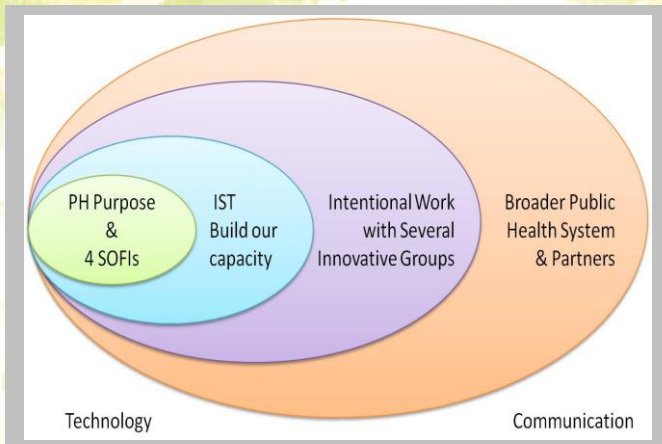 PH Purpose
&
4 SOFIs
IST
Build our
capacity
Intentional Work
with Several
Innovative Groups
Broader Public
Health System
& Partners
Technology
Communication